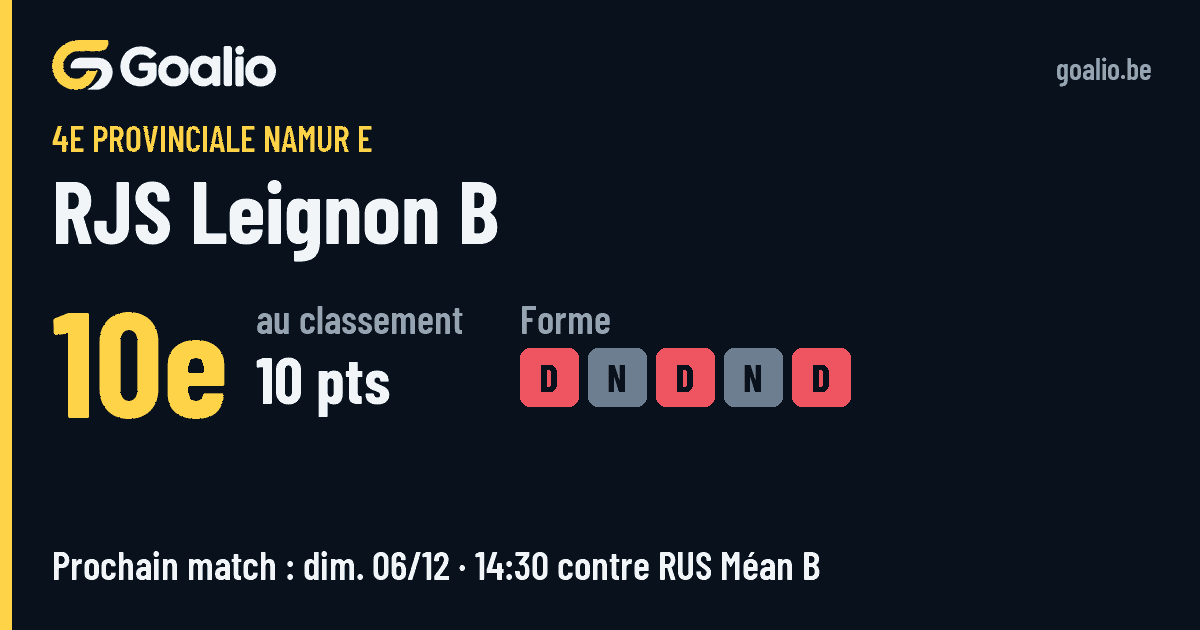 Goalio
goalio.be
4E PROVINCIALE NAMUR E
RJS Leignon B
10e
au classement
10 pts
Forme
D N D N D
Prochain match : dim. 06/12 · 14:30 contre RUS Méan B